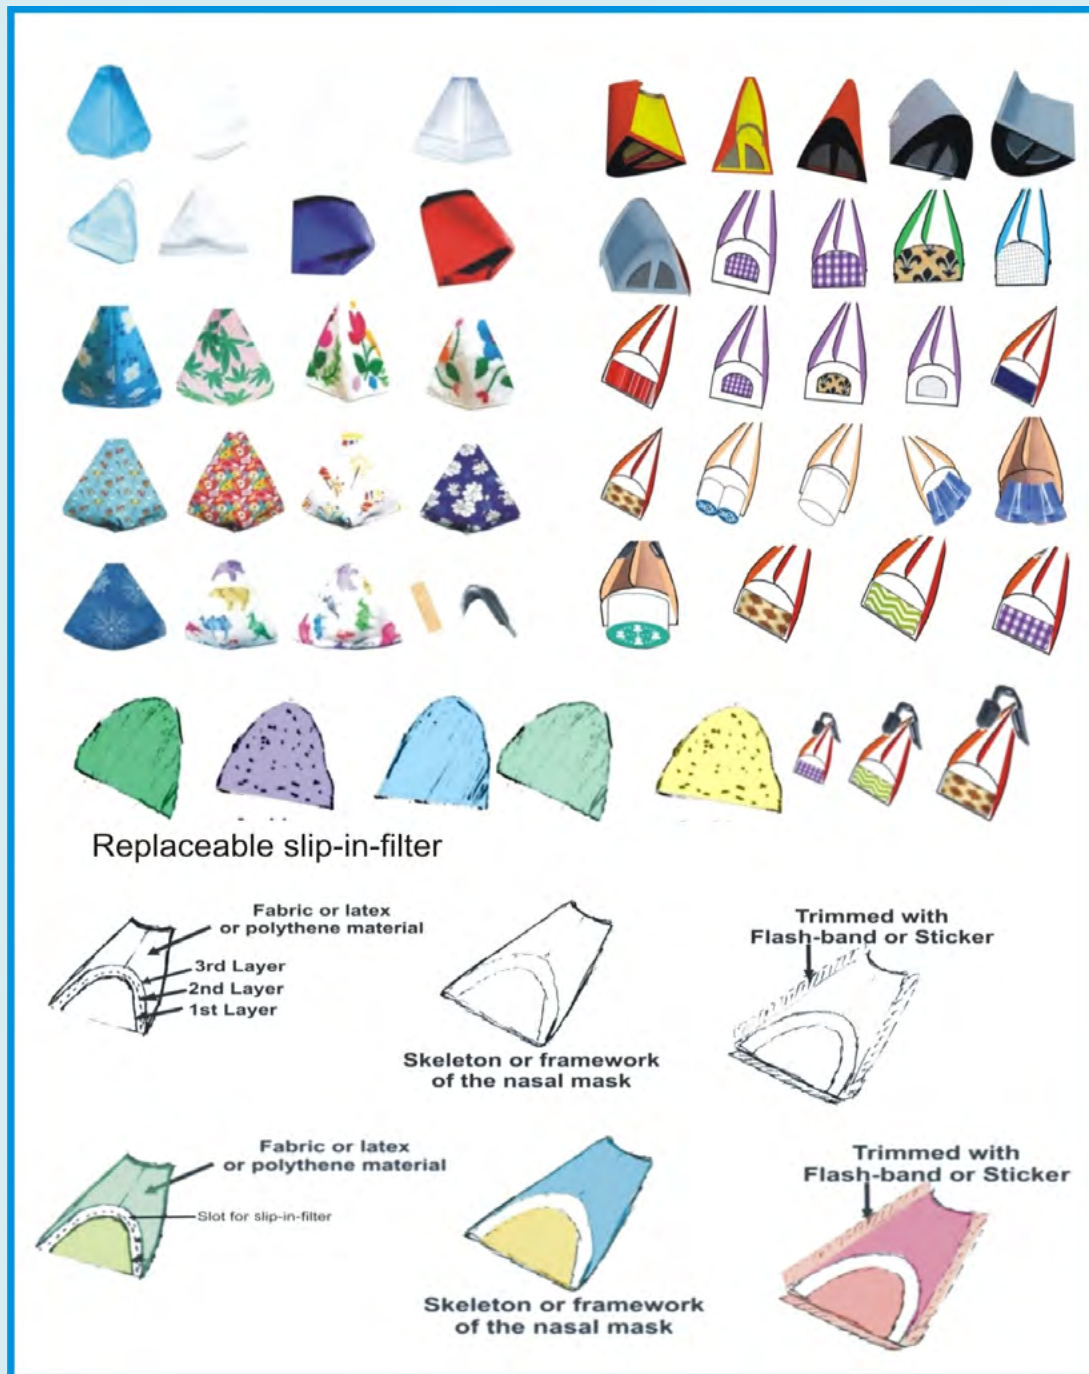 Replaceable slip-in-filter
Fabric or latex
or polythene material
3rd Layer
2nd Layer
1st Layer
Skeleton or framework
of the nasal mask
Trimmed with
Flash-band or Sticker
Fabric or latex
or polythene material
Slot for slip-in-filter
Skeleton or framework
of the nasal mask
Trimmed with
Flash-band or Sticker